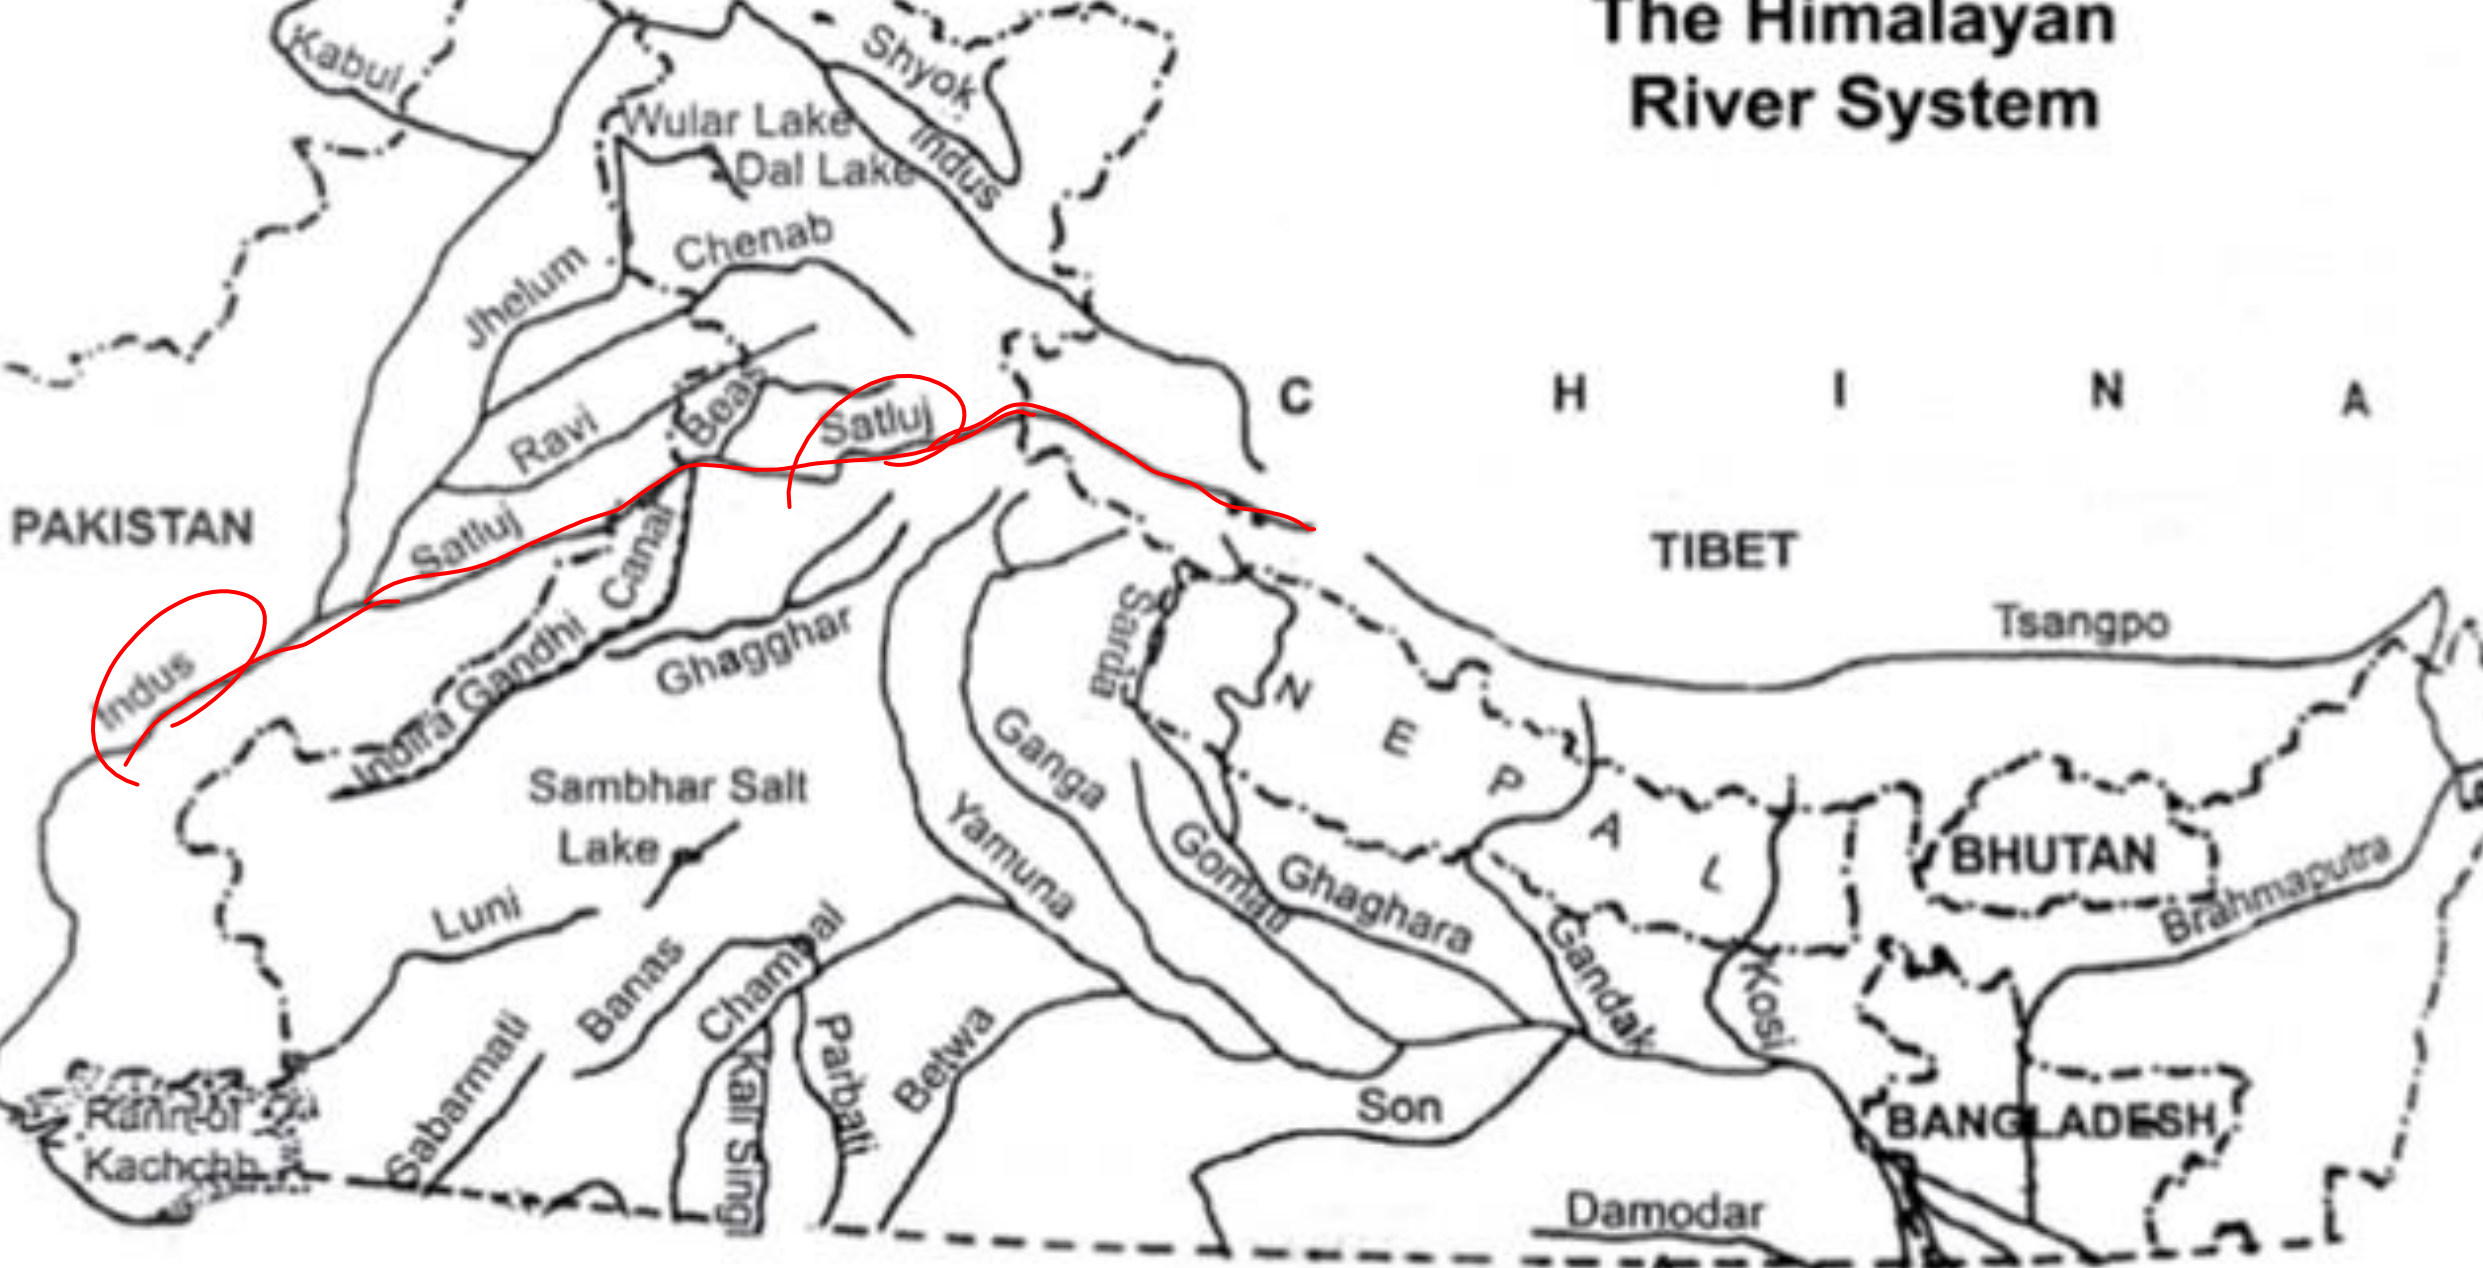 The Himalayan
River System
Kabul
Shyok
Wular Lake
Indus
Dal Lake
Chenab
Jhelum
Beas
Satluj
Ravi
C H I N A
PAKISTAN
Satluj
Canal
TIBET
Indus
Indira Gandhi
Ghagghar
Sarda
Tsangpo
N E P A L
Ganga
Sambhar Salt
Lake
Yamuna
Gomati
Ghaghara
BHUTAN
Brahmaputra
Luni
Banas
Chambal
Gandak
Kosi
Sabarmati
Kali Singi
Parbati
Betwa
Son
Rann of
Kachchh
BANGLADESH
Damodar